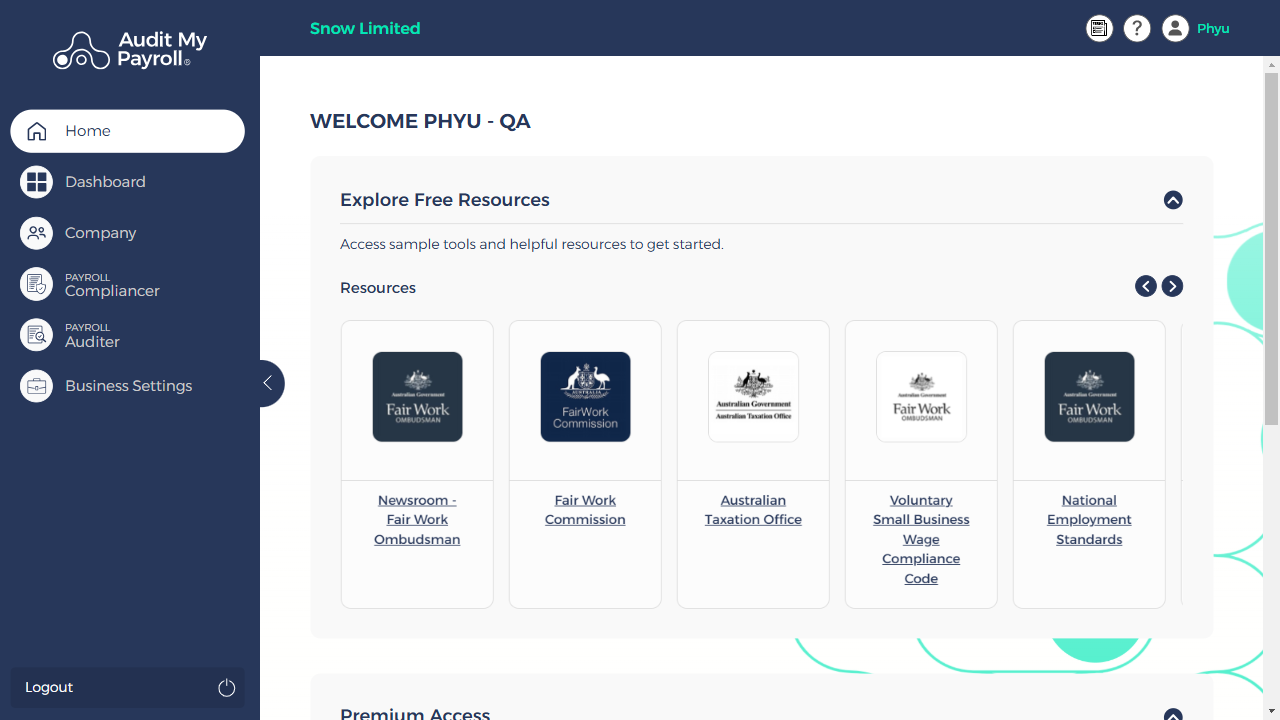 Audit My
Payroll®
Snow Limited
?
Phyu
Home
Dashboard
Company
PAYROLL
Compliancer
PAYROLL
Auditer
Business Settings
Logout
WELCOME PHYU - QA
Explore Free Resources
Access sample tools and helpful resources to get started.
Resources
Australian Government
Fair Work
OMBUDSMAN
Newsroom -
Fair Work
Ombudsman
AUSTRALIA
FairWork
Commission
Fair Work
Commission
Australian Government
Australian Taxation Office
Australian
Taxation Office
Australian Government
Fair Work
OMBUDSMAN
Voluntary
Small Business
Wage
Compliance
Code
Australian Government
Fair Work
OMBUDSMAN
National
Employment
Standards
Premium Access